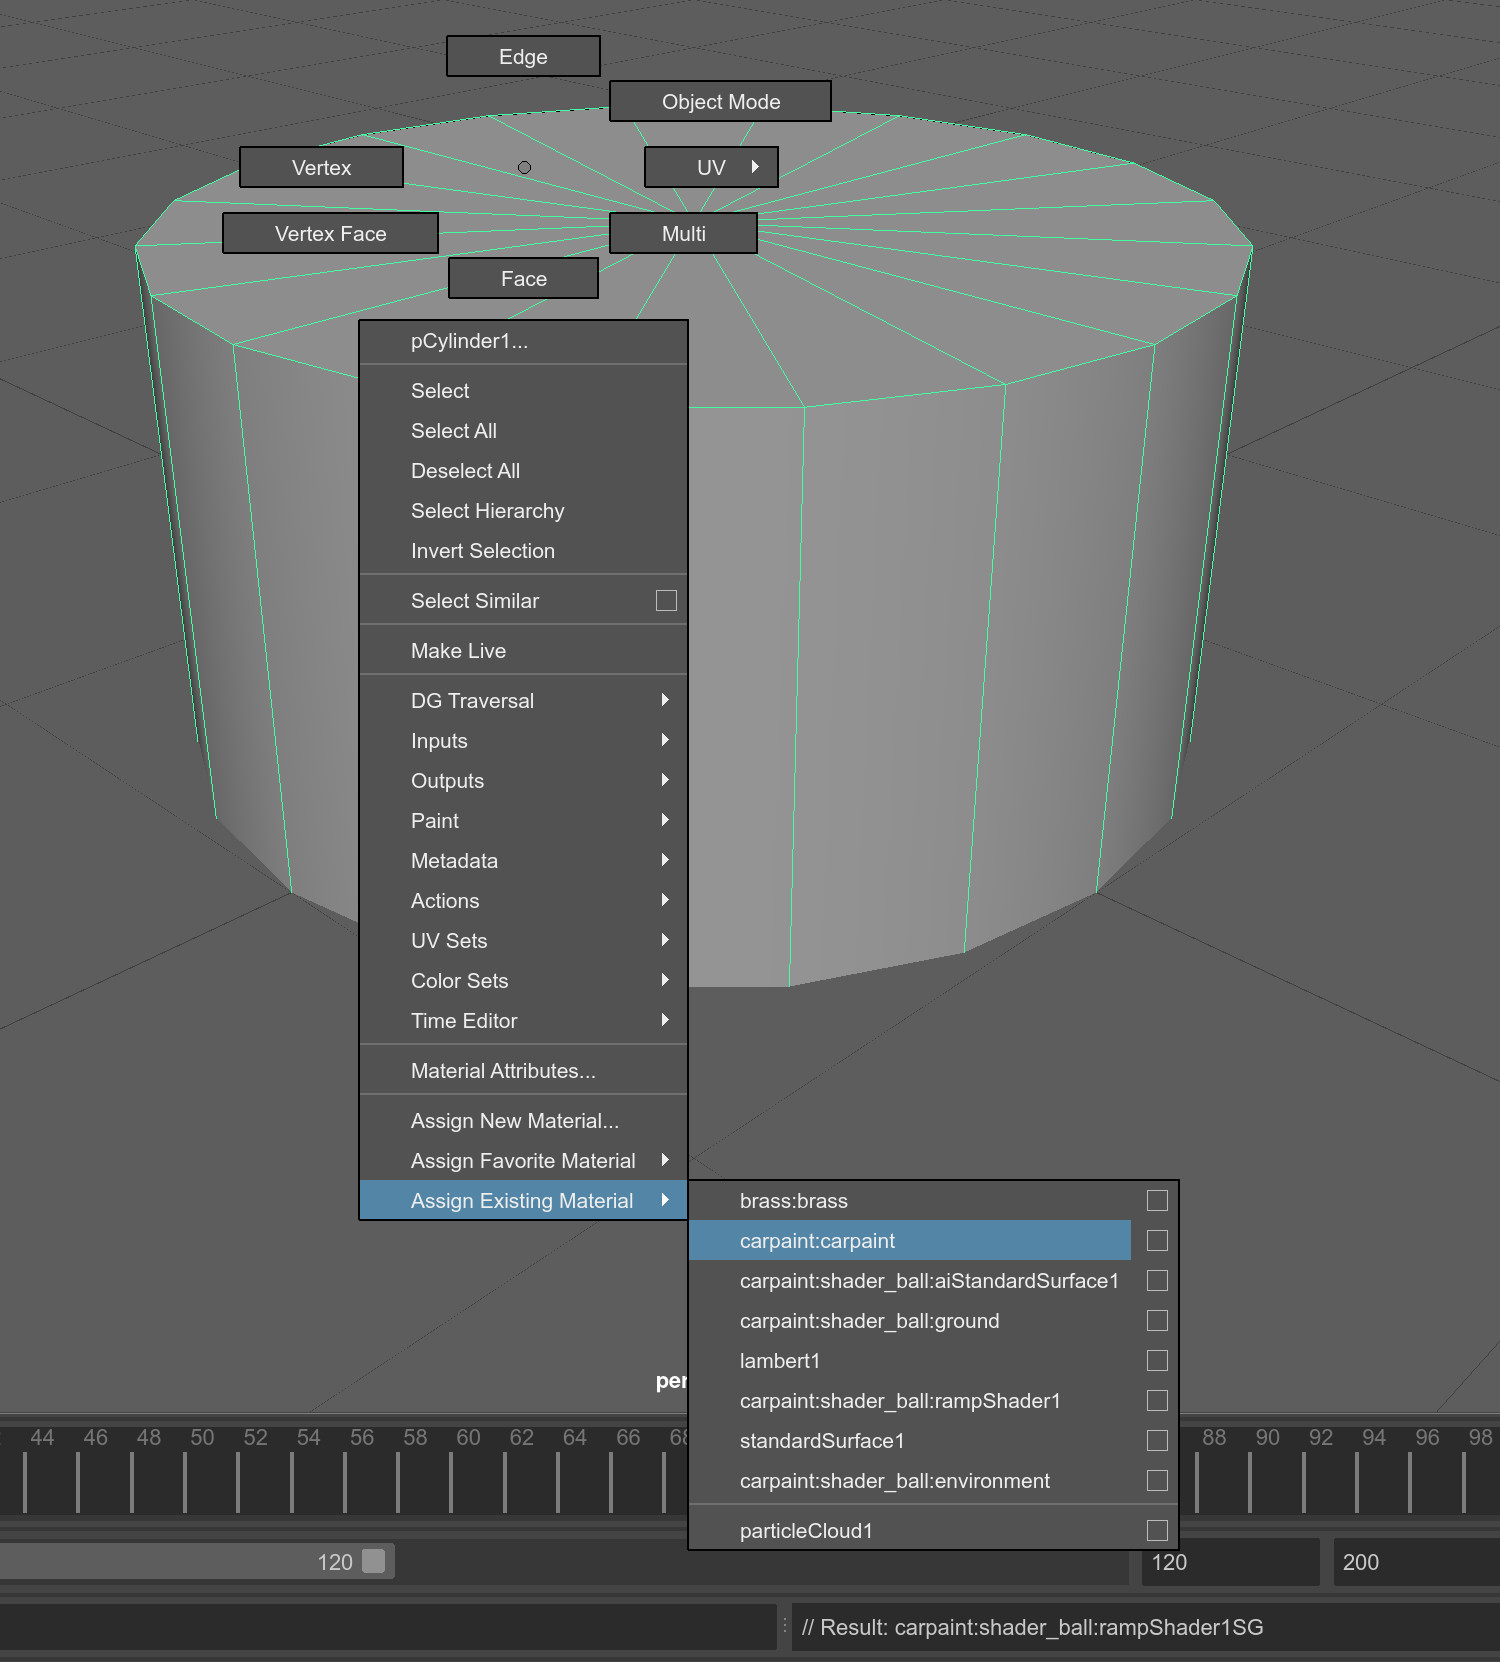 Edge
Object Mode
Vertex
UV
Vertex Face
Multi
Face
pCylinder1...
Select
Select All
Deselect All
Select Hierarchy
Invert Selection
Select Similar
Make Live
DG Traversal
Inputs
Outputs
Paint
Metadata
Actions
UV Sets
Color Sets
Time Editor
Material Attributes...
Assign New Material...
Assign Favorite Material
Assign Existing Material
brass:brass
carpaint:carpaint
carpaint:shader_ball:aiStandardSurface1
carpaint:shader_ball:ground
lambert1
carpaint:shader_ball:rampShader1
standardSurface1
carpaint:shader_ball:environment
particleCloud1
per
44 46 48 50 52 54 56 58 60 62 64 66 68 88 90 92 94 96 98
120 120 200
// Result: carpaint:shader_ball:rampShader1SG